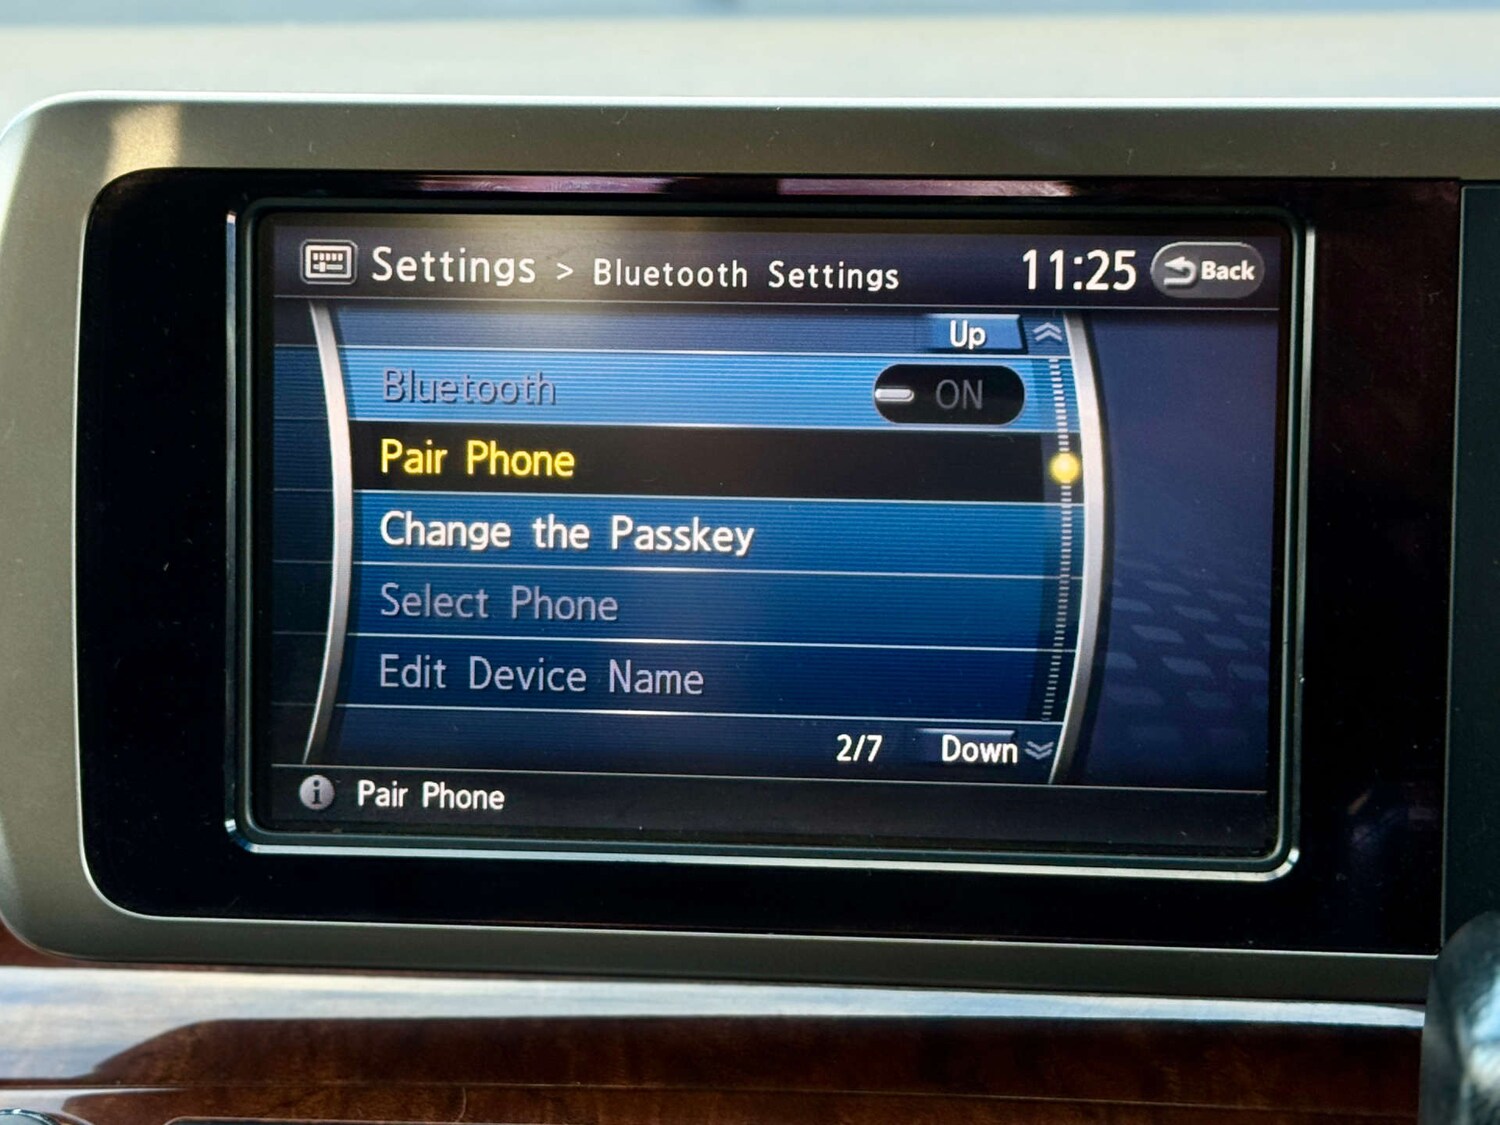 Settings > Bluetooth Settings 11:25 Back
Up
Bluetooth ON
Pair Phone
Change the Passkey
Select Phone
Edit Device Name
2/7 Down
i Pair Phone